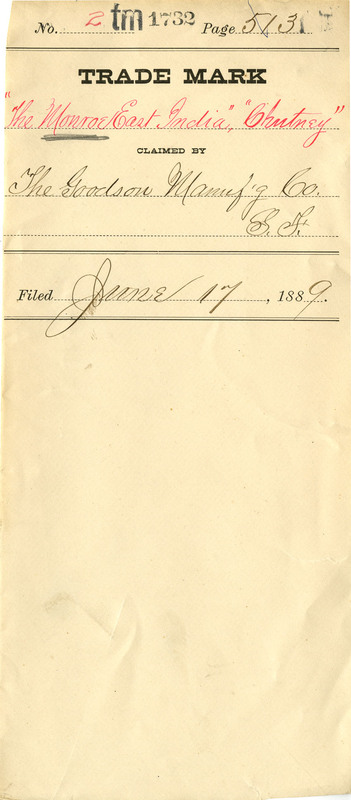 No. 2 tm 1732 Page 513
TRADE MARK
"The Monroe East India", "Chutney"
CLAIMED BY
The Goodson Manuf'g Co.
S. F.
Filed June 17, 1889.